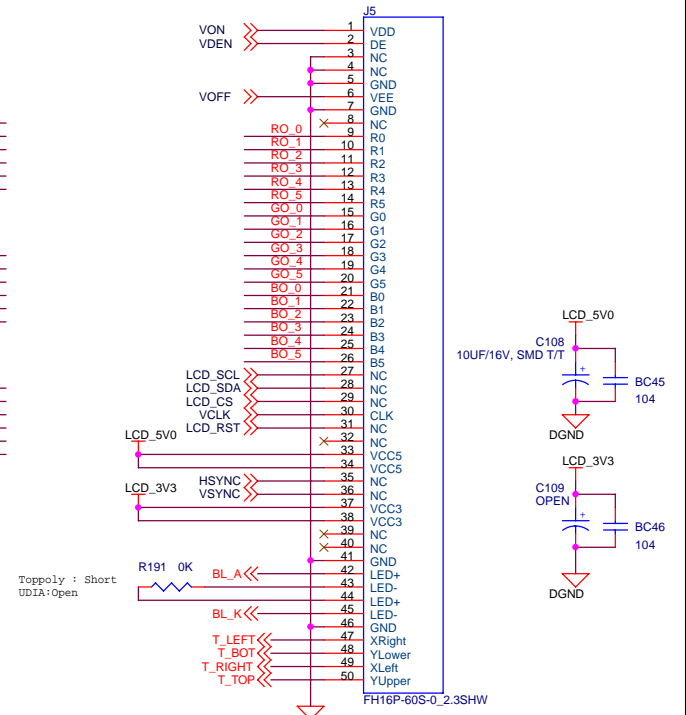 J5
VON 1 VDD
VDEN 2 DE
3 NC
4 NC
5 GND
VOFF 6 VEE
7 GND
8 NC
RO_0 9 R0
RO_1 10 R1
RO_2 11 R2
RO_3 12 R3
RO_4 13 R4
RO_5 14 R5
GO_0 15 G0
GO_1 16 G1
GO_2 17 G2
GO_3 18 G3
GO_4 19 G4
GO_5 20 G5
BO_0 21 B0
BO_1 22 B1
BO_2 23 B2
BO_3 24 B3
BO_4 25 B4
BO_5 26 B5
LCD_SCL 27 NC
LCD_SDA 28 NC
LCD_CS 29 NC
VCLK 30 CLK
LCD_RST 31 NC
32 NC
LCD_5V0 33 VCC5
34 VCC5
HSYNC 35 NC
VSYNC 36 NC
LCD_3V3 37 VCC3
38 VCC3
39 NC
40 NC
41 GND
BL_A 42 LED+
R191 0K 43 LED-
44 LED+
BL_K 45 LED-
46 GND
T_LEFT 47 XRight
T_BOT 48 YLower
T_RIGHT 49 XLeft
T_TOP 50 YUpper
FH16P-60S-0_2.3SHW
Toppoly : Short
UDIA:Open
LCD_5V0
C108
10UF/16V, SMD T/T
+
BC45
104
DGND
LCD_3V3
C109
OPEN
+
BC46
104
DGND